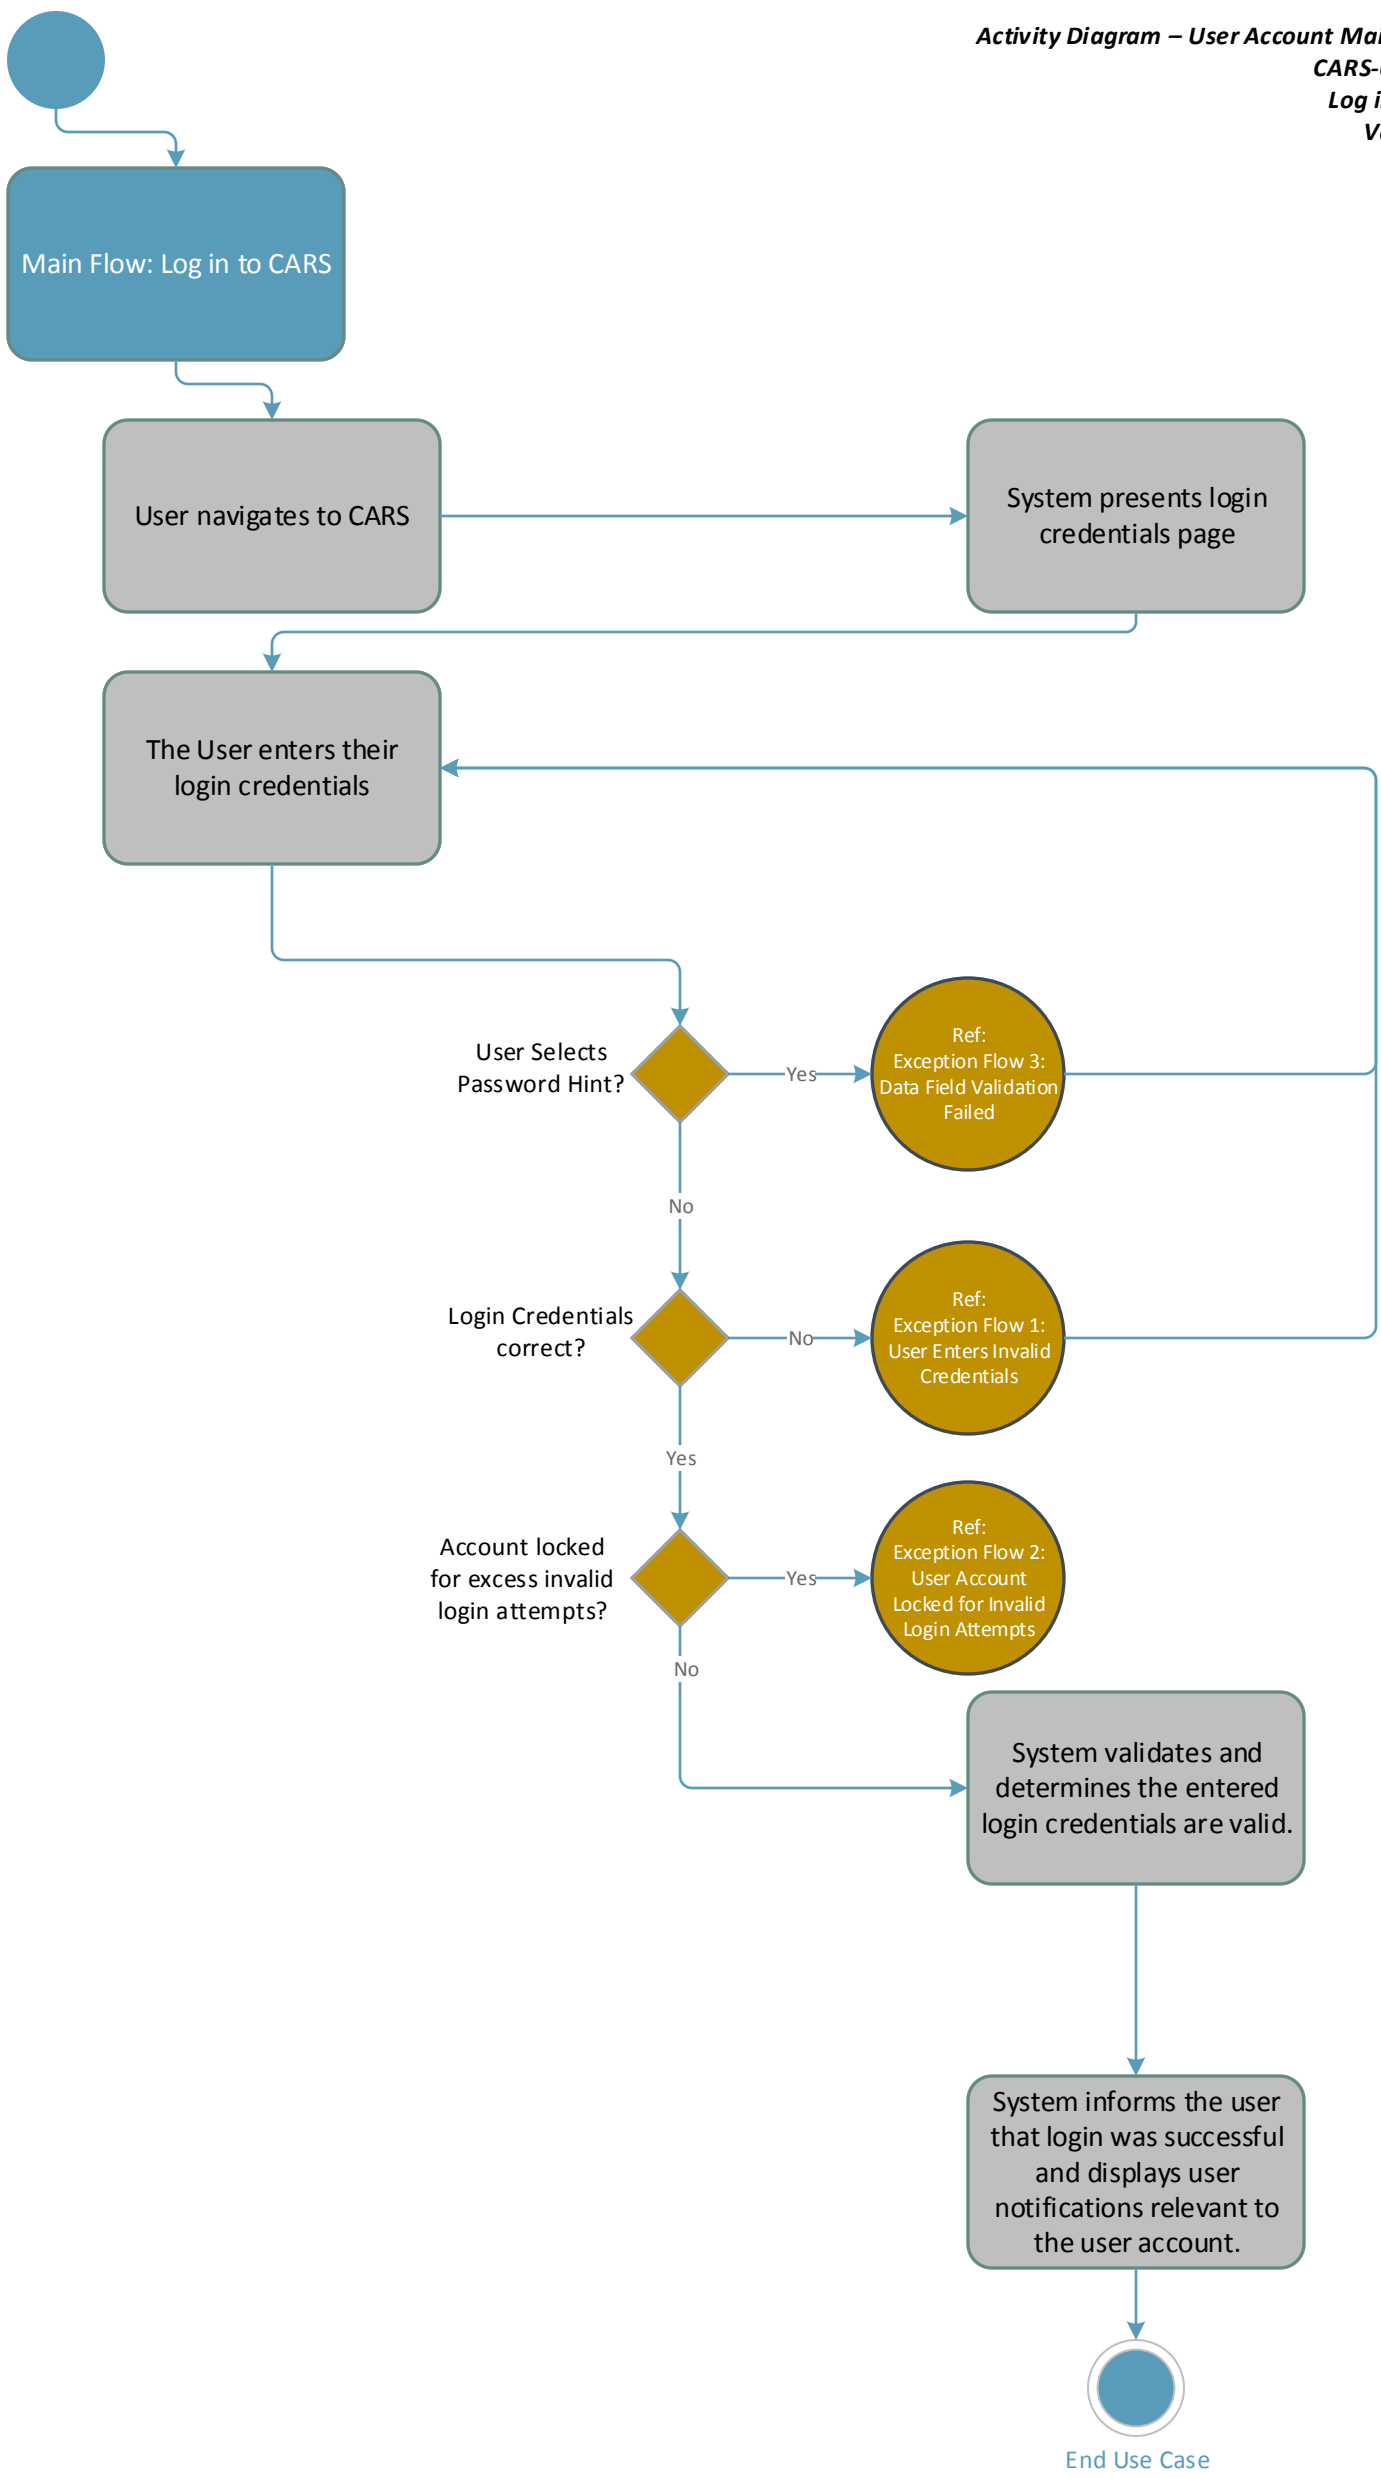 Activity Diagram – User Account
CARS-
Log
Main Flow: Log in to CARS
User navigates to CARS
System presents login
credentials page
The User enters their
login credentials
User Selects
Password Hint?
Yes
Ref:
Exception Flow 3:
Data Field Validation
Failed
No
Login Credentials
correct?
No
Ref:
Exception Flow 1:
User Enters Invalid
Credentials
Yes
Account locked
for excess invalid
login attempts?
Yes
Ref:
Exception Flow 2:
User Account
Locked for Invalid
Login Attempts
No
System validates and
determines the entered
login credentials are valid.
System informs the user
that login was successful
and displays user
notifications relevant to
the user account.
End Use Case